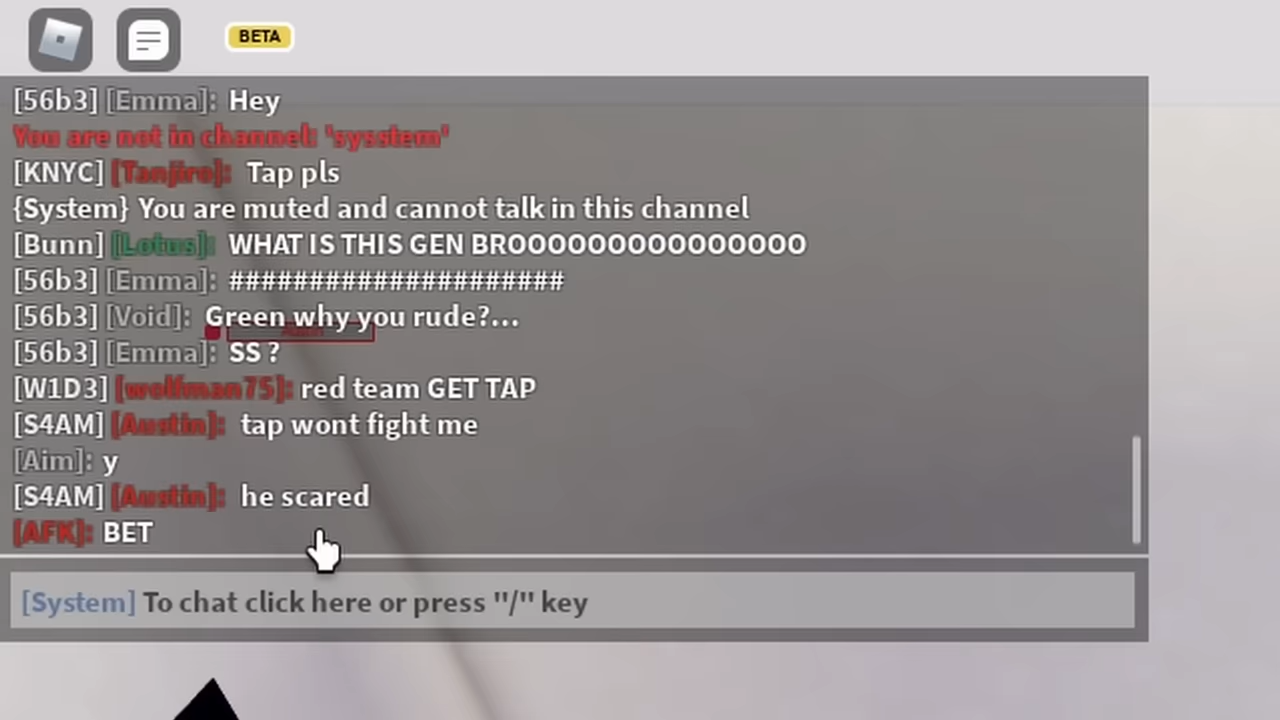 BETA
[56b3] [Emma]: Hey
You are not in channel: 'sysstem'
[KNYC] [Tanjiro]: Tap pls
{System} You are muted and cannot talk in this channel
[Bunn] [Lotus]: WHAT IS THIS GEN BROOOOOOOOOOOOOOO
[56b3] [Emma]: #####################
[56b3] [Void]: Green why you rude?...
[56b3] [Emma]: SS ?
[W1D3] [wolfman75]: red team GET TAP
[S4AM] [Austin]: tap wont fight me
[Aim]: y
[S4AM] [Austin]: he scared
[AFK]: BET
[System] To chat click here or press "/" key